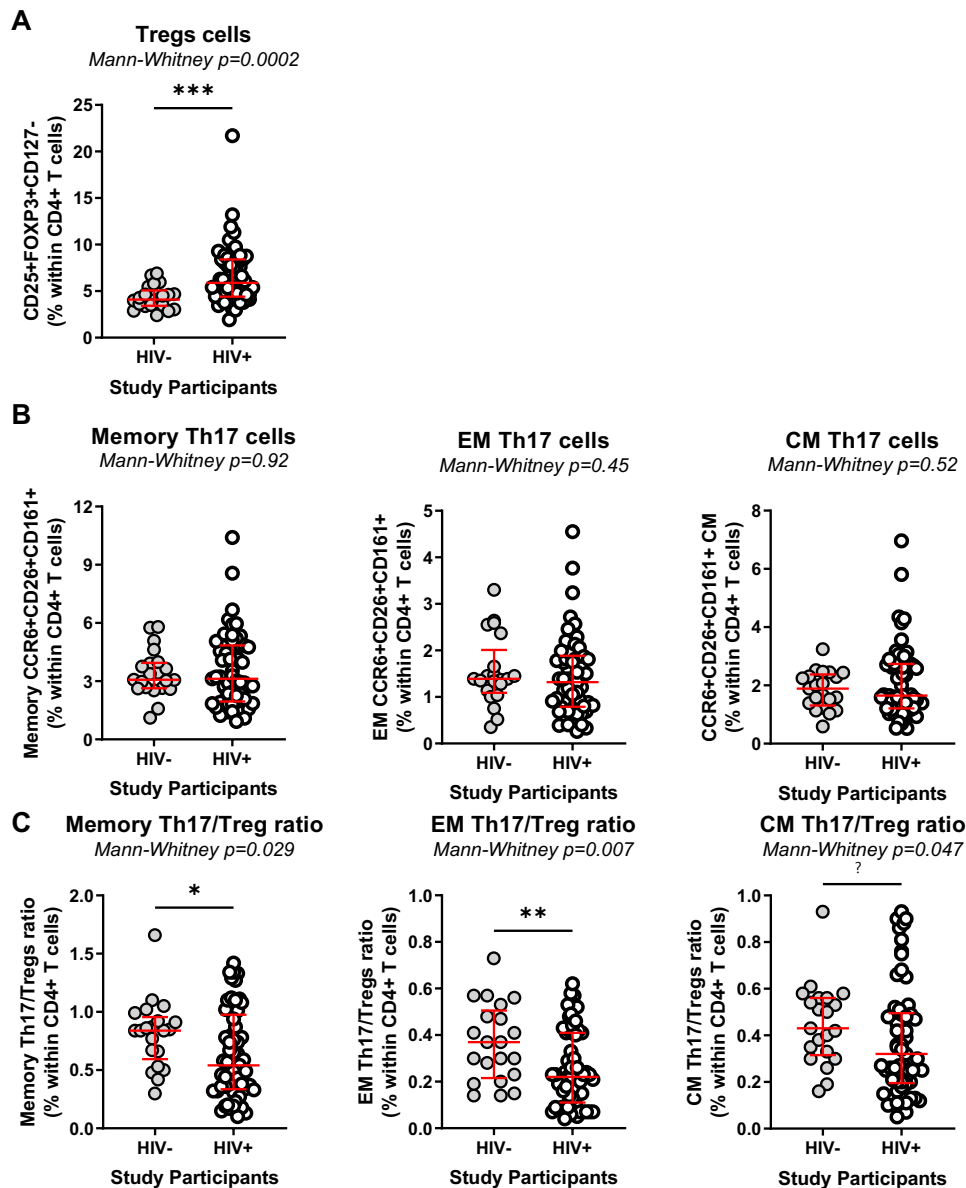 A
Tregs cells
Mann-Whitney p=0.0002
***
CD25+FOXP3+CD127-
(% within CD4+ T cells)
25
20
15
10
5
0
HIV-
HIV+
Study Participants
B
Memory Th17 cells
Mann-Whitney p=0.92
Memory CCR6+CD26+CD161+
(% within CD4+ T cells)
12
9
6
3
0
HIV-
HIV+
Study Participants
EM Th17 cells
Mann-Whitney p=0.45
EM CCR6+CD26+CD161+
(% within CD4+ T cells)
5
4
3
2
1
0
HIV-
HIV+
Study Participants
CM Th17 cells
Mann-Whitney p=0.52
CCR6+CD26+CD161+ CM
(% within CD4+ T cells)
8
6
4
2
0
HIV-
HIV+
Study Participants
C
Memory Th17/Treg ratio
Mann-Whitney p=0.029
*
Memory Th17/Tregs ratio
(% within CD4+ T cells)
2.0
1.5
1.0
0.5
0.0
HIV-
HIV+
Study Participants
EM Th17/Treg ratio
Mann-Whitney p=0.007
**
EM Th17/Tregs ratio
(% within CD4+ T cells)
1.0
0.8
0.6
0.4
0.2
0.0
HIV-
HIV+
Study Participants
CM Th17/Treg ratio
Mann-Whitney p=0.047
?
CM Th17/Tregs ratio
(% within CD4+ T cells)
1.0
0.8
0.6
0.4
0.2
0.0
HIV-
HIV+
Study Participants